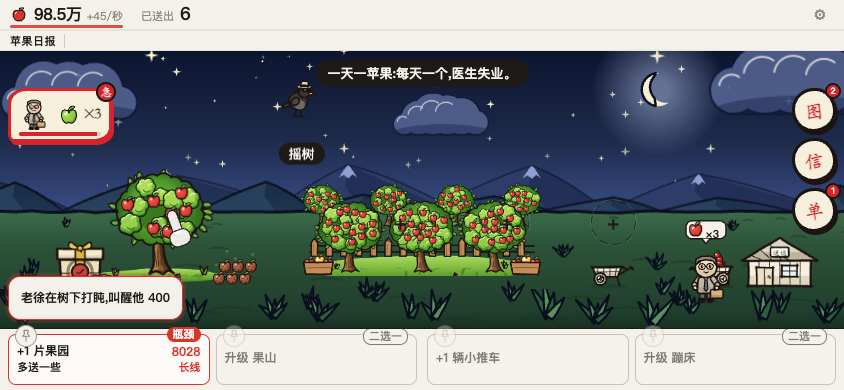 98.5万 +45/秒 已送出 6
苹果日报
一天一苹果:每天一个,医生失业。
急
×3
摇树
图 2
信
单 1
×3
老徐在树下打盹,叫醒他 400
瓶颈
+1 片果园 8028
多送一些 长线
二选一
升级 果山
+1 辆小推车
二选一
升级 蹦床